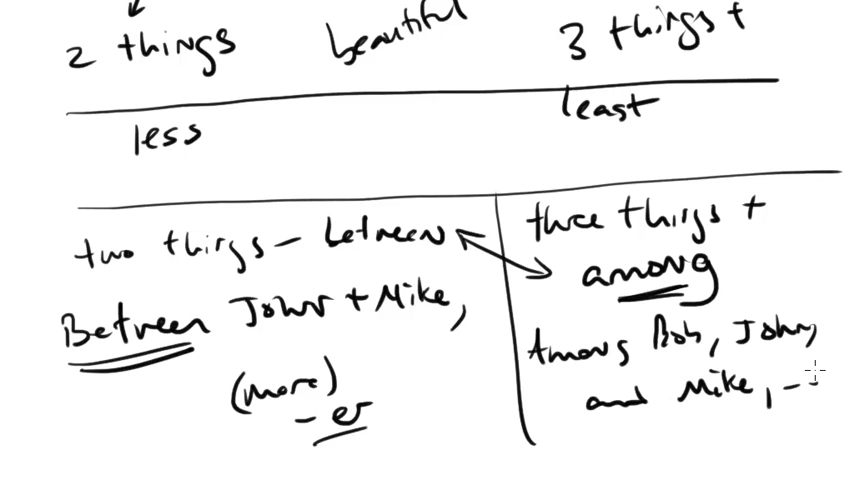 2 things beautiful 3 things +
less least
two things - between
Between John + Mike,
(more)
- er
three things +
among
Among Bob, John,
and Mike, -